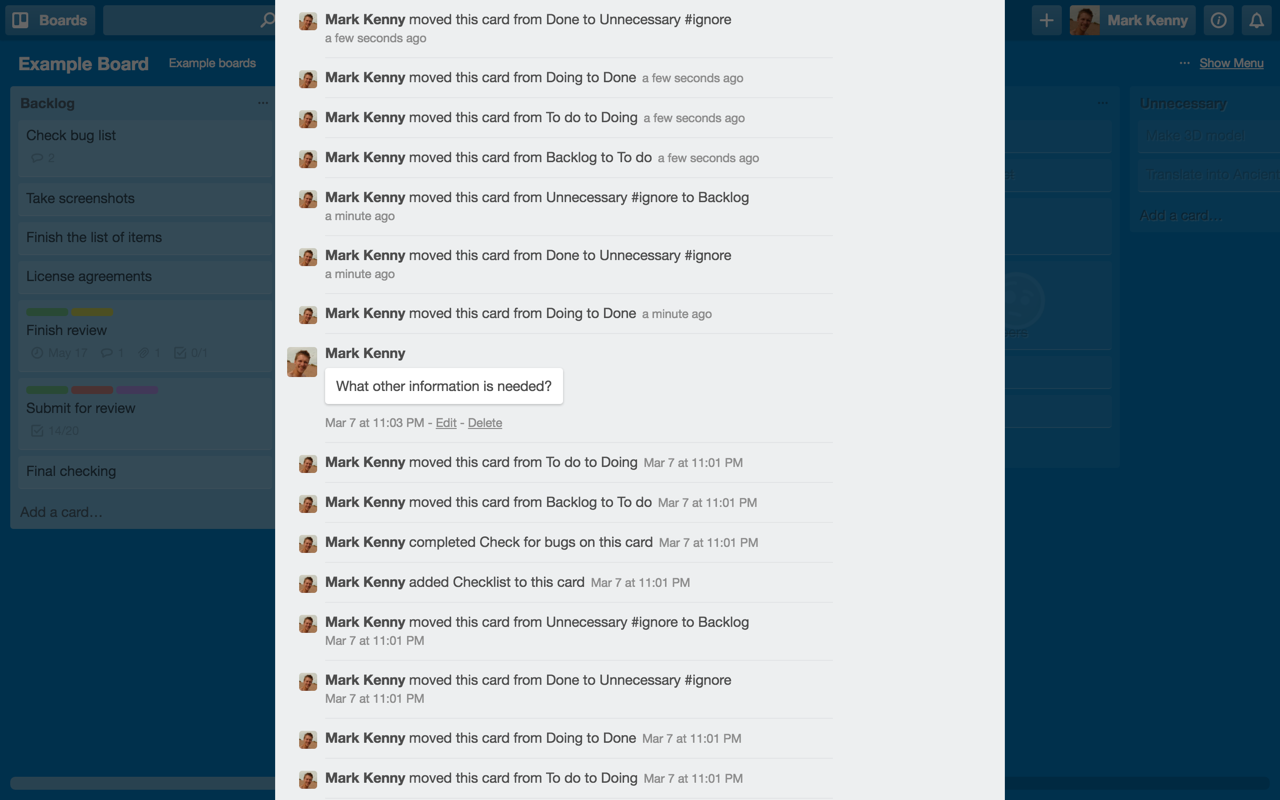 Boards
Mark Kenny
Example Board
Example boards
Show Menu
Backlog
Check bug list
2
Take screenshots
Finish the list of items
License agreements
Finish review
May 17
1
1
0/1
Submit for review
14/20
Final checking
Add a card…
Mark Kenny moved this card from Done to Unnecessary #ignore
a few seconds ago
Mark Kenny moved this card from Doing to Done a few seconds ago
Mark Kenny moved this card from To do to Doing a few seconds ago
Mark Kenny moved this card from Backlog to To do a few seconds ago
Mark Kenny moved this card from Unnecessary #ignore to Backlog
a minute ago
Mark Kenny moved this card from Done to Unnecessary #ignore
a minute ago
Mark Kenny moved this card from Doing to Done a minute ago
Mark Kenny
What other information is needed?
Mar 7 at 11:03 PM - Edit - Delete
Mark Kenny moved this card from To do to Doing Mar 7 at 11:01 PM
Mark Kenny moved this card from Backlog to To do Mar 7 at 11:01 PM
Mark Kenny completed Check for bugs on this card Mar 7 at 11:01 PM
Mark Kenny added Checklist to this card Mar 7 at 11:01 PM
Mark Kenny moved this card from Unnecessary #ignore to Backlog
Mar 7 at 11:01 PM
Mark Kenny moved this card from Done to Unnecessary #ignore
Mar 7 at 11:01 PM
Mark Kenny moved this card from Doing to Done Mar 7 at 11:01 PM
Mark Kenny moved this card from To do to Doing Mar 7 at 11:01 PM
Unnecessary
Make 3D model
Translate into Ancien
Add a card…